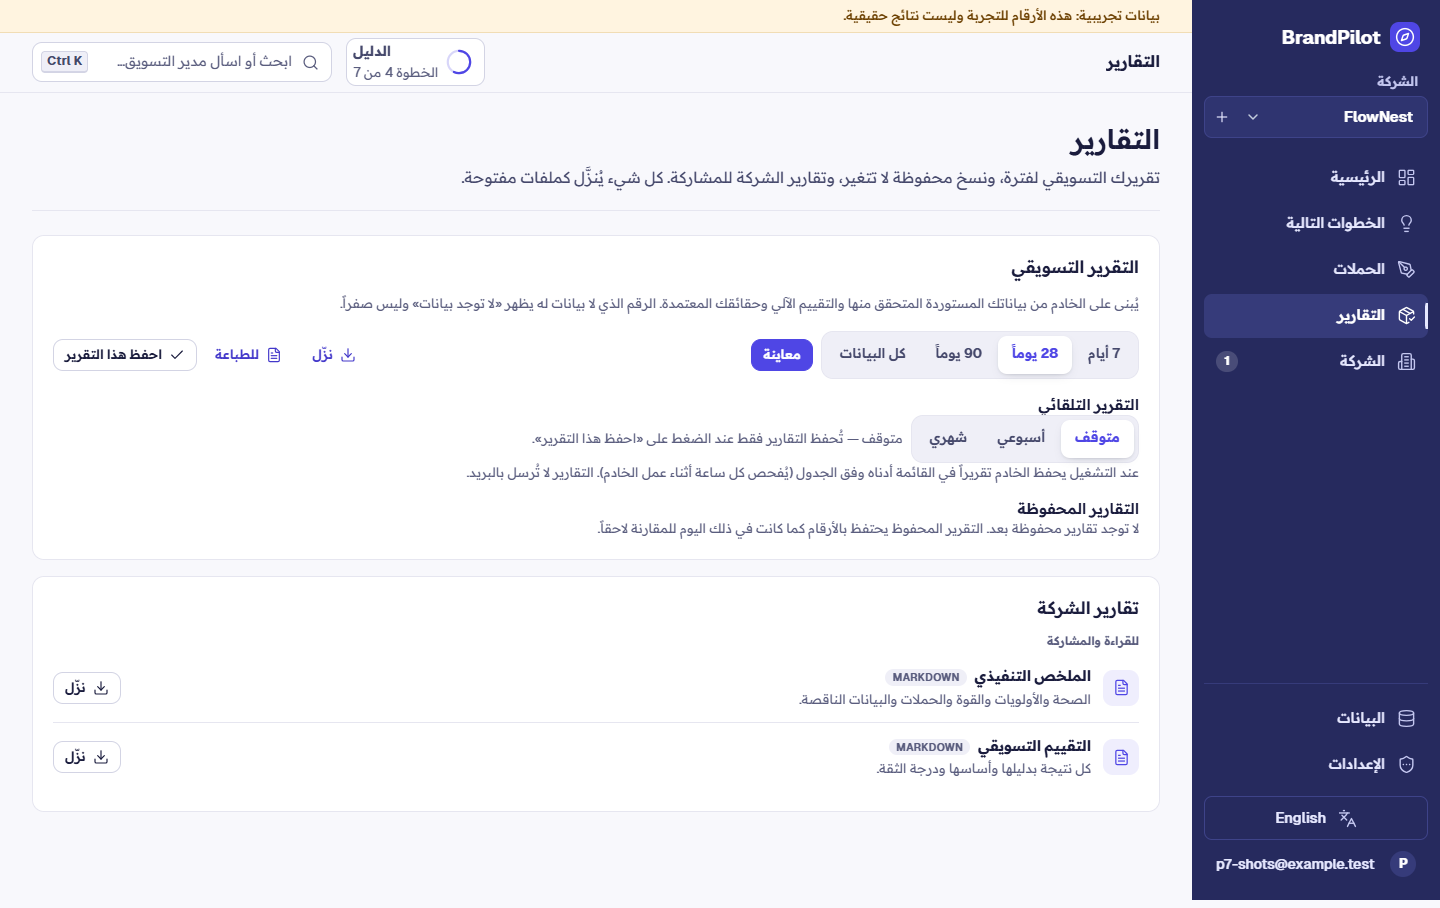 بيانات تجريبية: هذه الأرقام للتجربة وليست نتائج حقيقية.
BrandPilot
الشركة
FlowNest
الرئيسية
الخطوات التالية
الحملات
التقارير
الشركة
1
البيانات
الإعدادات
English
P
p7-shots@example.test
التقارير
الدليل
الخطوة 4 من 7
ابحث أو اسأل مدير التسويق...
Ctrl K
التقارير
تقريرك التسويقي لفترة، ونسخ محفوظة لا تتغير، وتقارير الشركة للمشاركة. كل شيء يُنزَّل كملفات مفتوحة.
التقرير التسويقي
يُبنى على الخادم من بياناتك المستوردة المتحقق منها والتقييم الآلي وحقائقك المعتمدة. الرقم الذي لا بيانات له يظهر «لا توجد بيانات» وليس صفراً.
7 أيام
28 يوماً
90 يوماً
كل البيانات
معاينة
نزّل
للطباعة
احفظ هذا التقرير
التقرير التلقائي
متوقف
أسبوعي
شهري
متوقف — تُحفظ التقارير فقط عند الضغط على «احفظ هذا التقرير».
عند التشغيل يحفظ الخادم تقريراً في القائمة أدناه وفق الجدول (يُفحص كل ساعة أثناء عمل الخادم). التقارير لا تُرسل بالبريد.
التقارير المحفوظة
لا توجد تقارير محفوظة بعد. التقرير المحفوظ يحتفظ بالأرقام كما كانت في ذلك اليوم للمقارنة لاحقاً.
تقارير الشركة
للقراءة والمشاركة
الملخص التنفيذي MARKDOWN
الصحة والأولويات والقوة والحملات والبيانات الناقصة.
نزّل
التقييم التسويقي MARKDOWN
كل نتيجة بدليلها وأساسها ودرجة الثقة.
نزّل